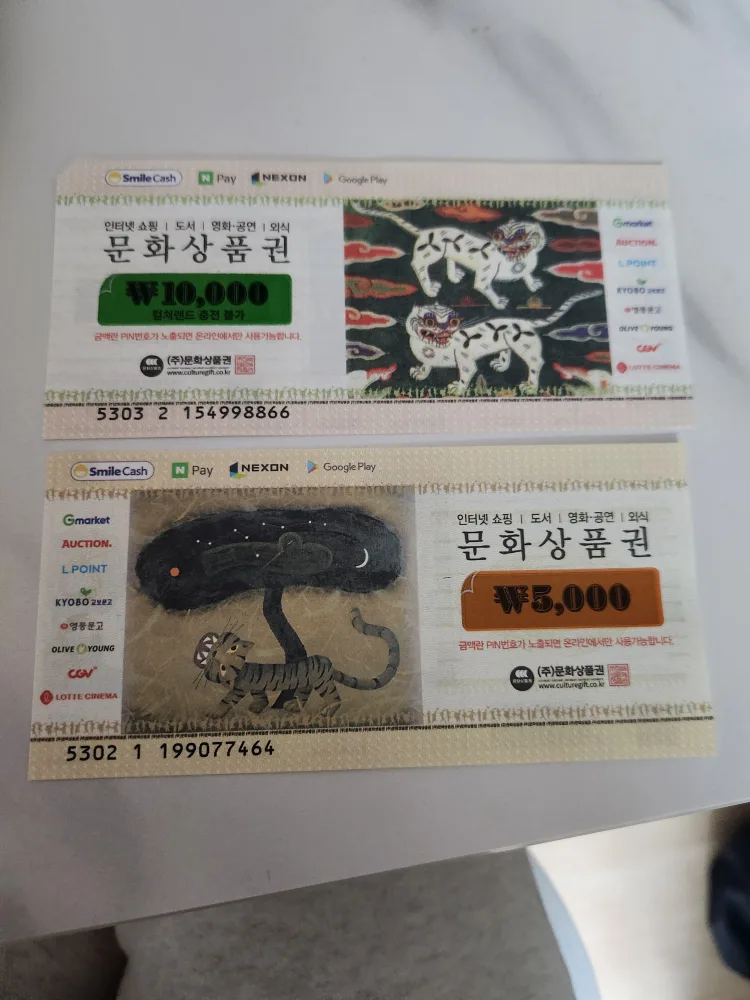 Smile Cash N Pay NEXON Google Play
인터넷 쇼핑 | 도서 | 영화·공연 | 외식
문화상품권
₩10,000
컬쳐랜드 충전 불가
금액란 PIN번호가 노출되면 온라인에서만 사용가능합니다.
(주)문화상품권
www.culturegift.co.kr
Gmarket
AUCTION.
L.POINT
KYOBO 교보문고
영풍문고
OLIVE YOUNG
CGV
LOTTE CINEMA
5303 2 154998866
Smile Cash N Pay NEXON Google Play
Gmarket
AUCTION.
L.POINT
KYOBO 교보문고
영풍문고
OLIVE YOUNG
CGV
LOTTE CINEMA
인터넷 쇼핑 | 도서 | 영화·공연 | 외식
문화상품권
₩5,000
금액란 PIN번호가 노출되면 온라인에서만 사용가능합니다.
(주)문화상품권
www.culturegift.co.kr
5302 1 199077464